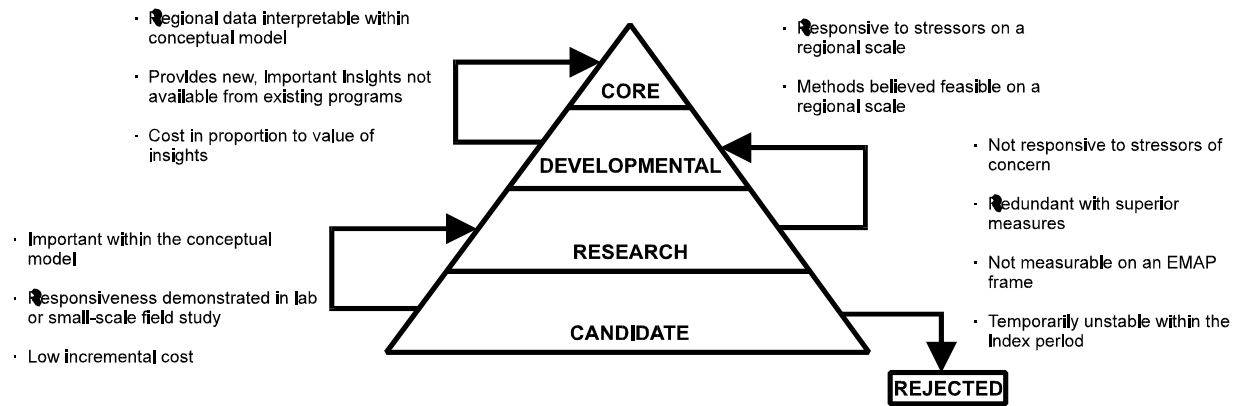 · Regional data interpretable within
conceptual model
· Provides new, Important Insights not
available from existing programs
· Cost in proportion to value of
insights
· Responsive to stressors on a
regional scale
· Methods believed feasible on a
regional scale
CORE
DEVELOPMENTAL
· Not responsive to stressors of
concern
· Redundant with superior
measures
· Not measurable on an EMAP
frame
· Temporarily unstable within the
Index period
· Important within the conceptual
model
· Responsiveness demonstrated in lab
or small-scale field study
· Low incremental cost
RESEARCH
CANDIDATE
REJECTED